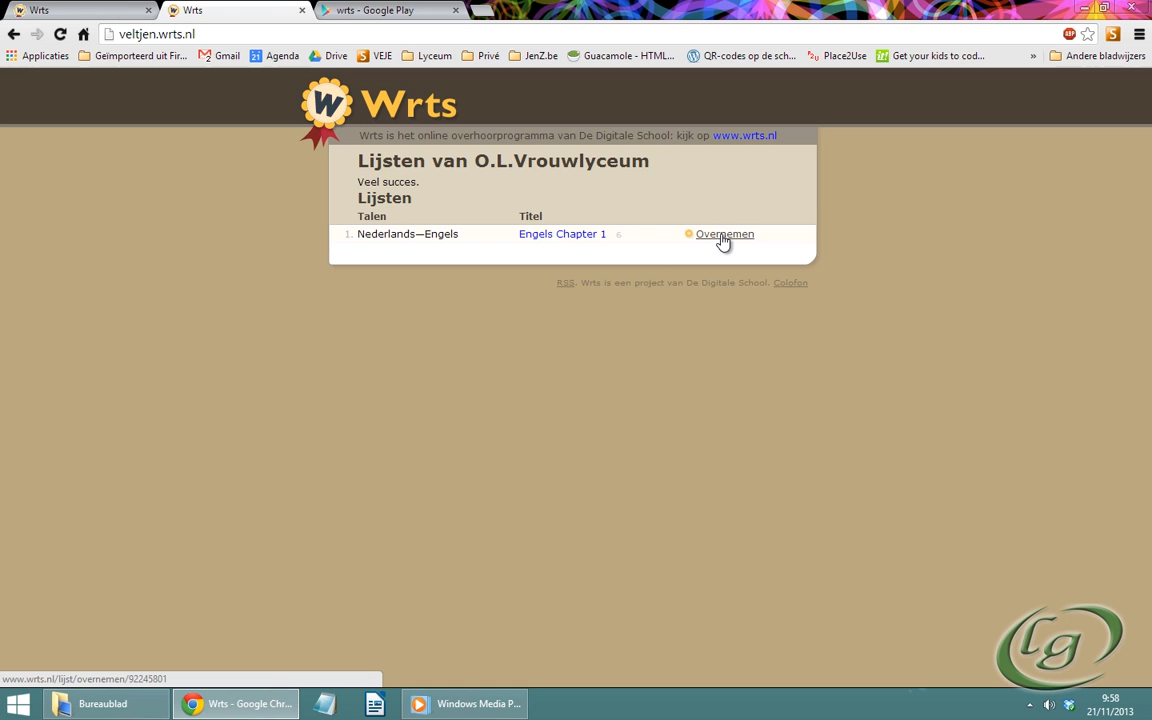 Wrts
Wrts
wrts - Google Play
veltjen.wrts.nl
Applicaties
Geïmporteerd uit Fir...
Gmail
Agenda
Drive
VEJE
Lyceum
Privé
JenZ.be
Guacamole - HTML...
QR-codes op de sch...
Place2Use
Get your kids to cod...
»
Andere bladwijzers
W Wrts
Wrts is het online overhoorprogramma van De Digitale School: kijk op www.wrts.nl
Lijsten van O.L.Vrouwlyceum
Veel succes.
Lijsten
Talen Titel
1. Nederlands—Engels Engels Chapter 1 6 Overnemen
RSS. Wrts is een project van De Digitale School. Colofon
Lg
www.wrts.nl/lijst/overnemen/92245801
Bureaublad
Wrts - Google Chr...
Windows Media P...
9:58
21/11/2013